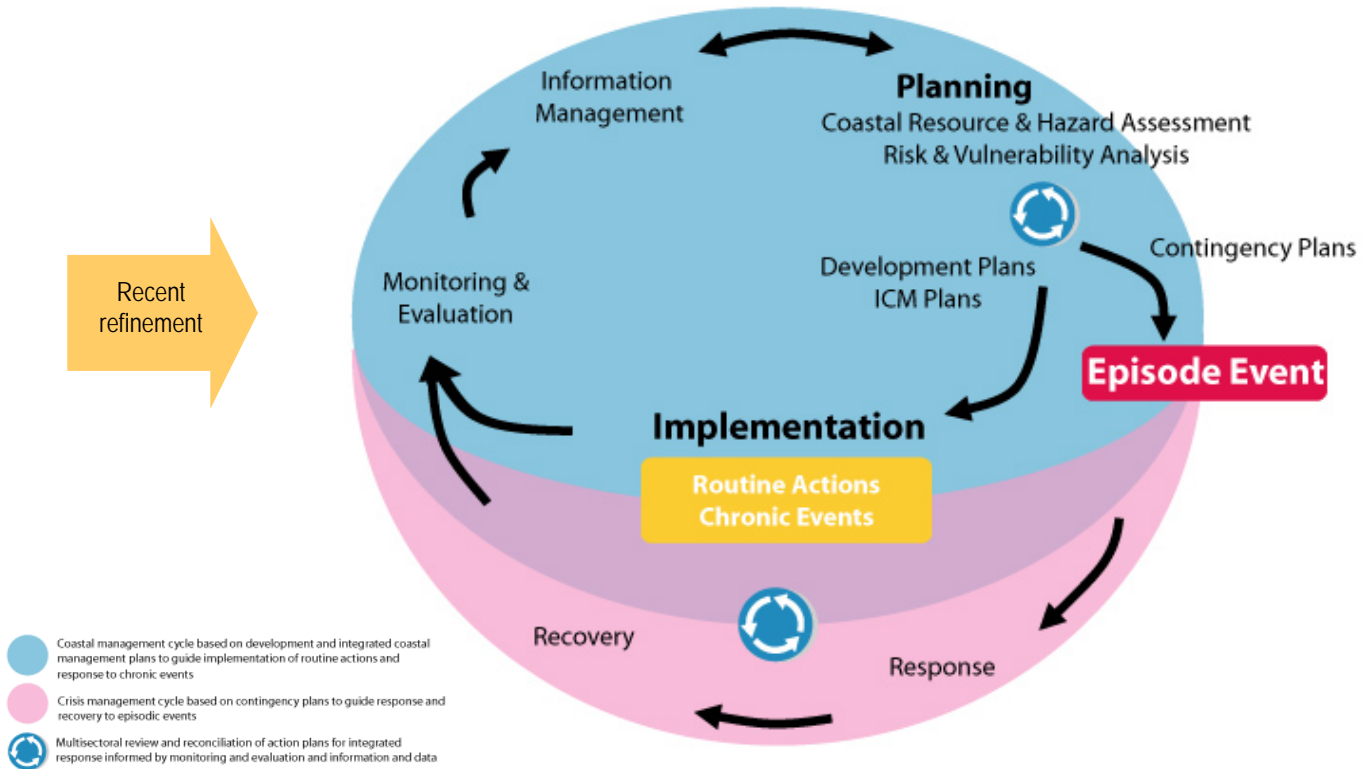 Information
Management
Planning
Coastal Resource & Hazard Assessment
Risk & Vulnerability Analysis
Contingency Plans
Development Plans
ICM Plans
Monitoring &
Evaluation
Recent
refinement
Episode Event
Implementation
Routine Actions
Chronic Events
Recovery
Response
Coastal management cycle based on development and integrated coastal
management plans to guide implementation of routine actions and
response to chronic events
Crisis management cycle based on contingency plans to guide response and
recovery to episodic events
Multisectoral review and reconciliation of action plans for integrated
response informed by monitoring and evaluation and information and data